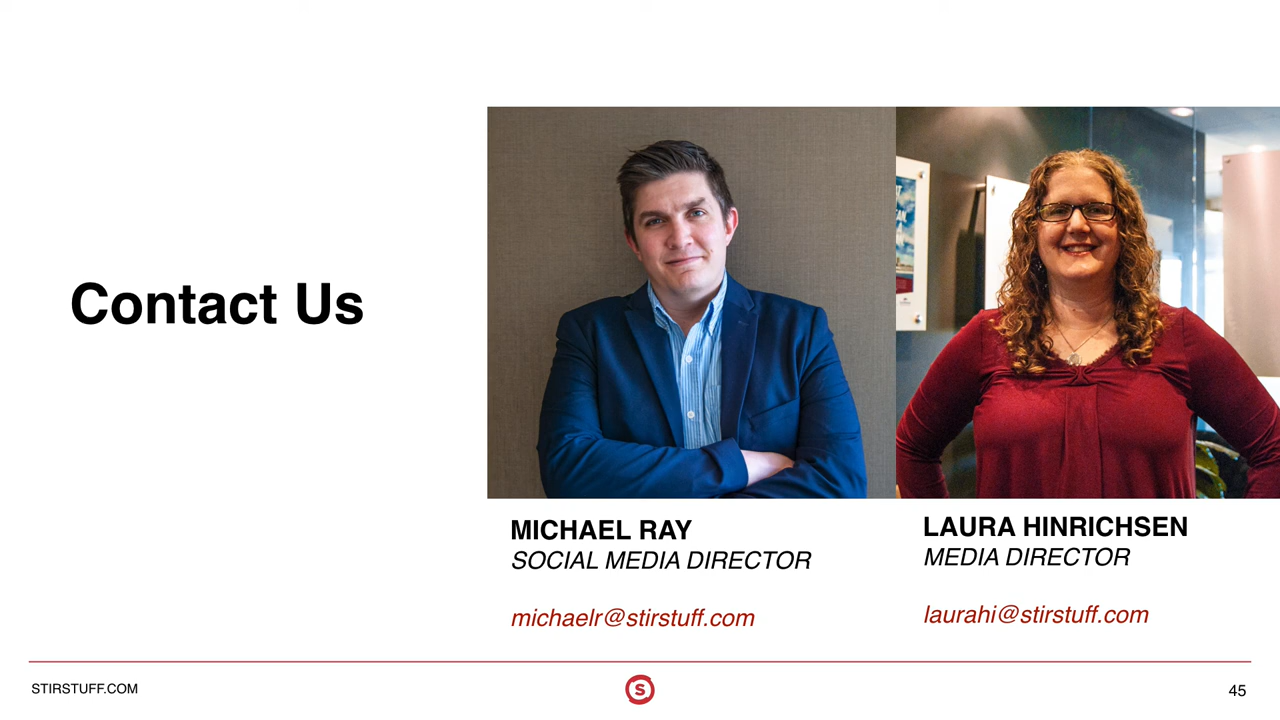 Contact Us
MICHAEL RAY
SOCIAL MEDIA DIRECTOR
michaelr@stirstuff.com
LAURA HINRICHSEN
MEDIA DIRECTOR
laurahi@stirstuff.com
STIRSTUFF.COM
S
45